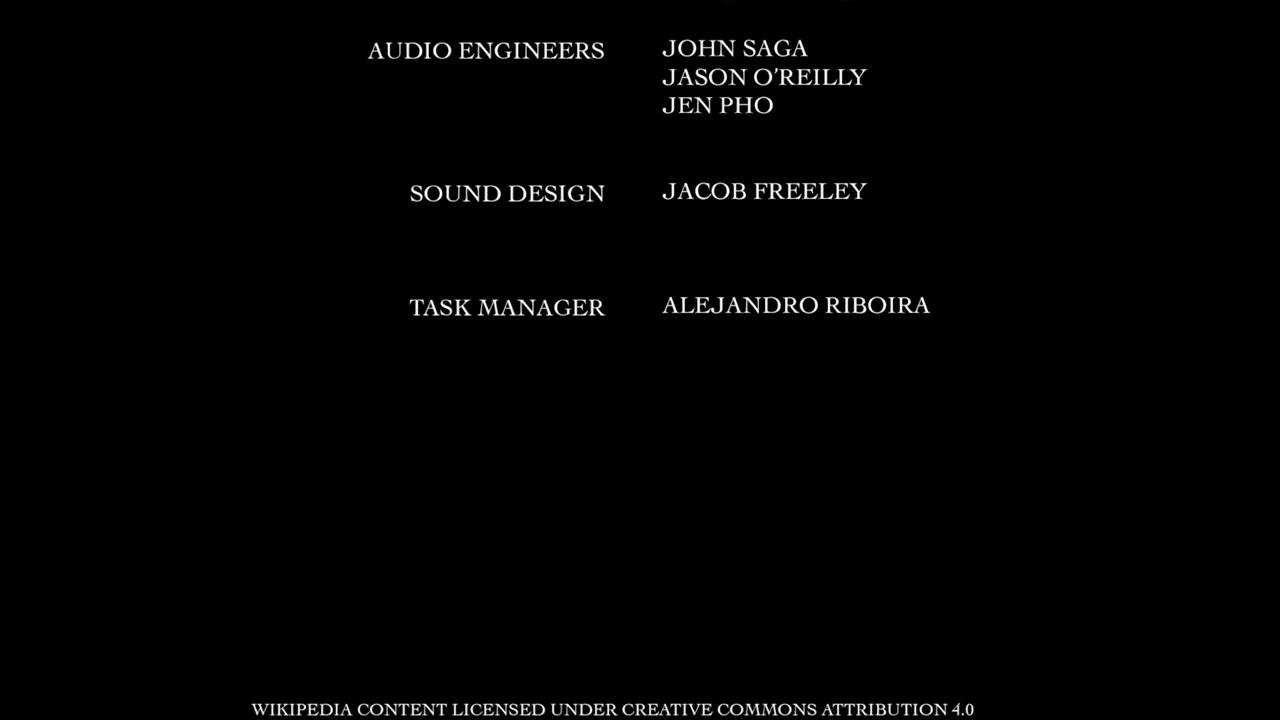 AUDIO ENGINEERS JOHN SAGA
JASON O’REILLY
JEN PHO
SOUND DESIGN JACOB FREELEY
TASK MANAGER ALEJANDRO RIBOIRA
WIKIPEDIA CONTENT LICENSED UNDER CREATIVE COMMONS ATTRIBUTION 4.0